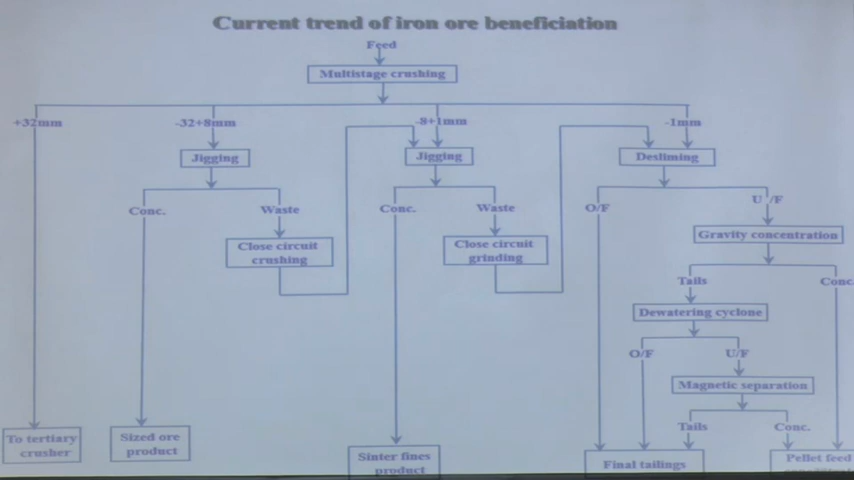 Current trend of iron ore beneficiation
Feed
Multistage crushing
+32mm
-32+8mm
-8+1mm
-1mm
Jigging
Jigging
Desliming
Conc.
Waste
Conc.
Waste
O/F
U /F
Close circuit
crushing
Close circuit
grinding
Gravity concentration
Tails
Conc.
Dewatering cyclone
O/F
U/F
Magnetic separation
Tails
Conc.
To tertiary
crusher
Sized ore
product
Sinter fines
product
Final tailings
Pellet feed